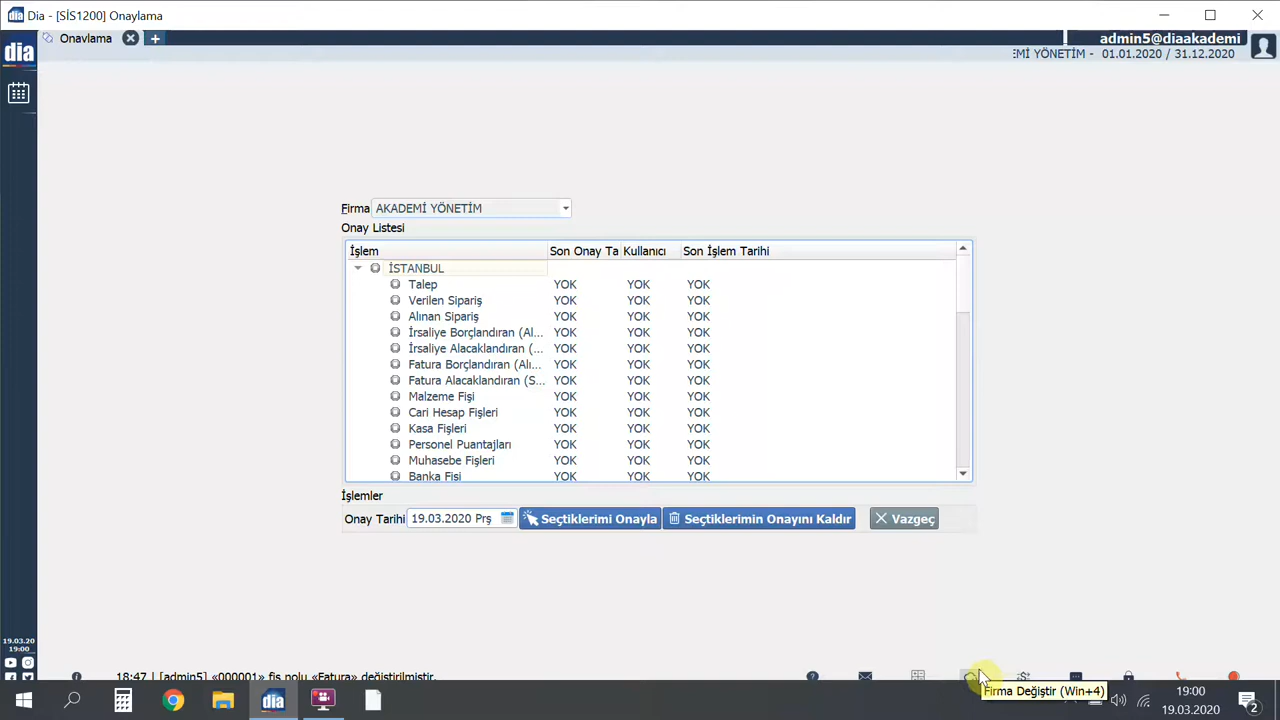 dia Dia - [SİS1200] Onaylama
Onaylama
admin5@diaakademi
dia
EMİ YÖNETİM - 01.01.2020 / 31.12.2020
Firma AKADEMİ YÖNETİM
Onay Listesi
İşlem Son Onay Ta Kullanıcı Son İşlem Tarihi
İSTANBUL
Talep YOK YOK YOK
Verilen Sipariş YOK YOK YOK
Alınan Sipariş YOK YOK YOK
İrsaliye Borçlandıran (Al... YOK YOK YOK
İrsaliye Alacaklandıran (... YOK YOK YOK
Fatura Borçlandıran (Alı... YOK YOK YOK
Fatura Alacaklandıran (S... YOK YOK YOK
Malzeme Fişi YOK YOK YOK
Cari Hesap Fişleri YOK YOK YOK
Kasa Fişleri YOK YOK YOK
Personel Puantajları YOK YOK YOK
Muhasebe Fişleri YOK YOK YOK
Banka Fişi YOK YOK YOK
İşlemler
Onay Tarihi 19.03.2020 Prş Seçtiklerimi Onayla Seçtiklerimin Onayını Kaldır Vazgeç
19.03.20
19:00
18:47 | [admin5] «000001» fiş nolu «Fatura» değiştirilmiştir.
Firma Değiştir (Win+4)
dia
19:00
19.03.2020
2